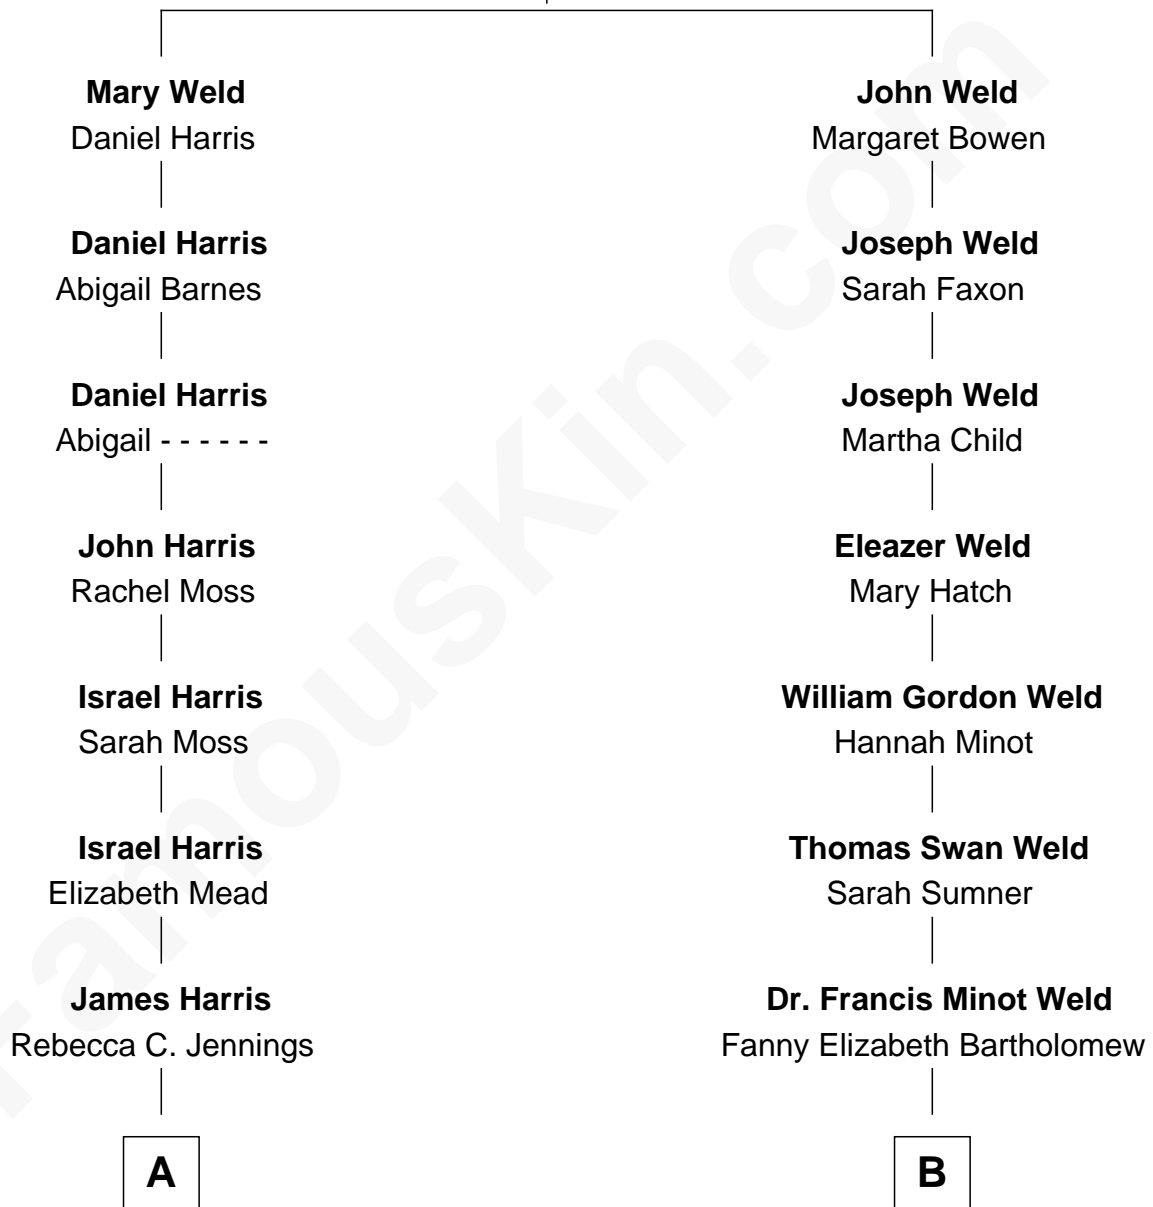 Mary Weld
Daniel Harris
Daniel Harris
Abigail Barnes
Daniel Harris
Abigail - - - - - -
John Harris
Rachel Moss
Israel Harris
Sarah Moss
Israel Harris
Elizabeth Mead
James Harris
Rebecca C. Jennings
A
John Weld
Margaret Bowen
Joseph Weld
Sarah Faxon
Joseph Weld
Martha Child
Eleazer Weld
Mary Hatch
William Gordon Weld
Hannah Minot
Thomas Swan Weld
Sarah Sumner
Dr. Francis Minot Weld
Fanny Elizabeth Bartholomew
B
FamousKin.com